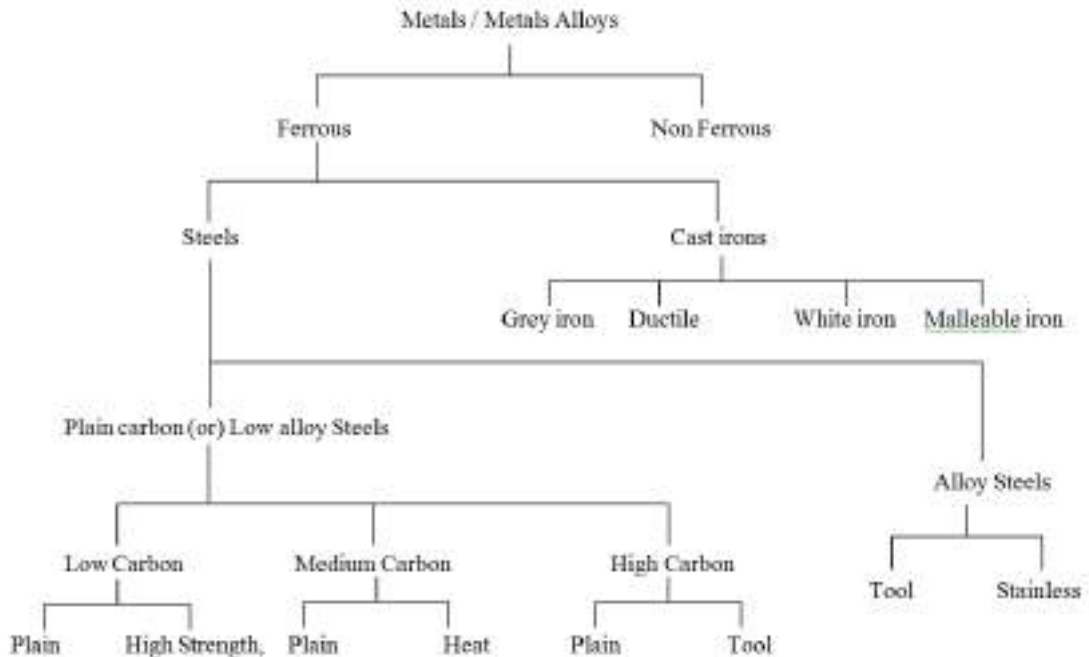 Metals / Metals Alloys
Ferrous
Non Ferrous
Steels
Cast irons
Grey iron
Ductile
White iron
Malleable iron
Plain carbon (or) Low alloy Steels
Alloy Steels
Low Carbon
Medium Carbon
High Carbon
Tool
Stainless
Plain
High Strength,
Plain
Heat
Plain
Tool